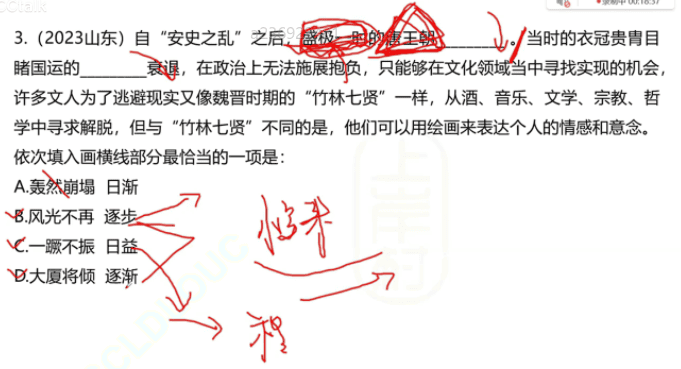 3.（2023山东）自“安史之乱”之后，盛极一时的唐王朝________。当时的衣冠贵胄目
睹国运的________衰退，在政治上无法施展抱负，只能够在文化领域当中寻找实现的机会，
许多文人为了逃避现实又像魏晋时期的“竹林七贤”一样，从酒、音乐、文学、宗教、哲
学中寻求解脱，但与“竹林七贤”不同的是，他们可以用绘画来表达个人的情感和意念。
依次填入画横线部分最恰当的一项是：
A.轰然崩塌 日渐
B.风光不再 逐步
C.一蹶不振 日益
D.大厦将倾 逐渐
程